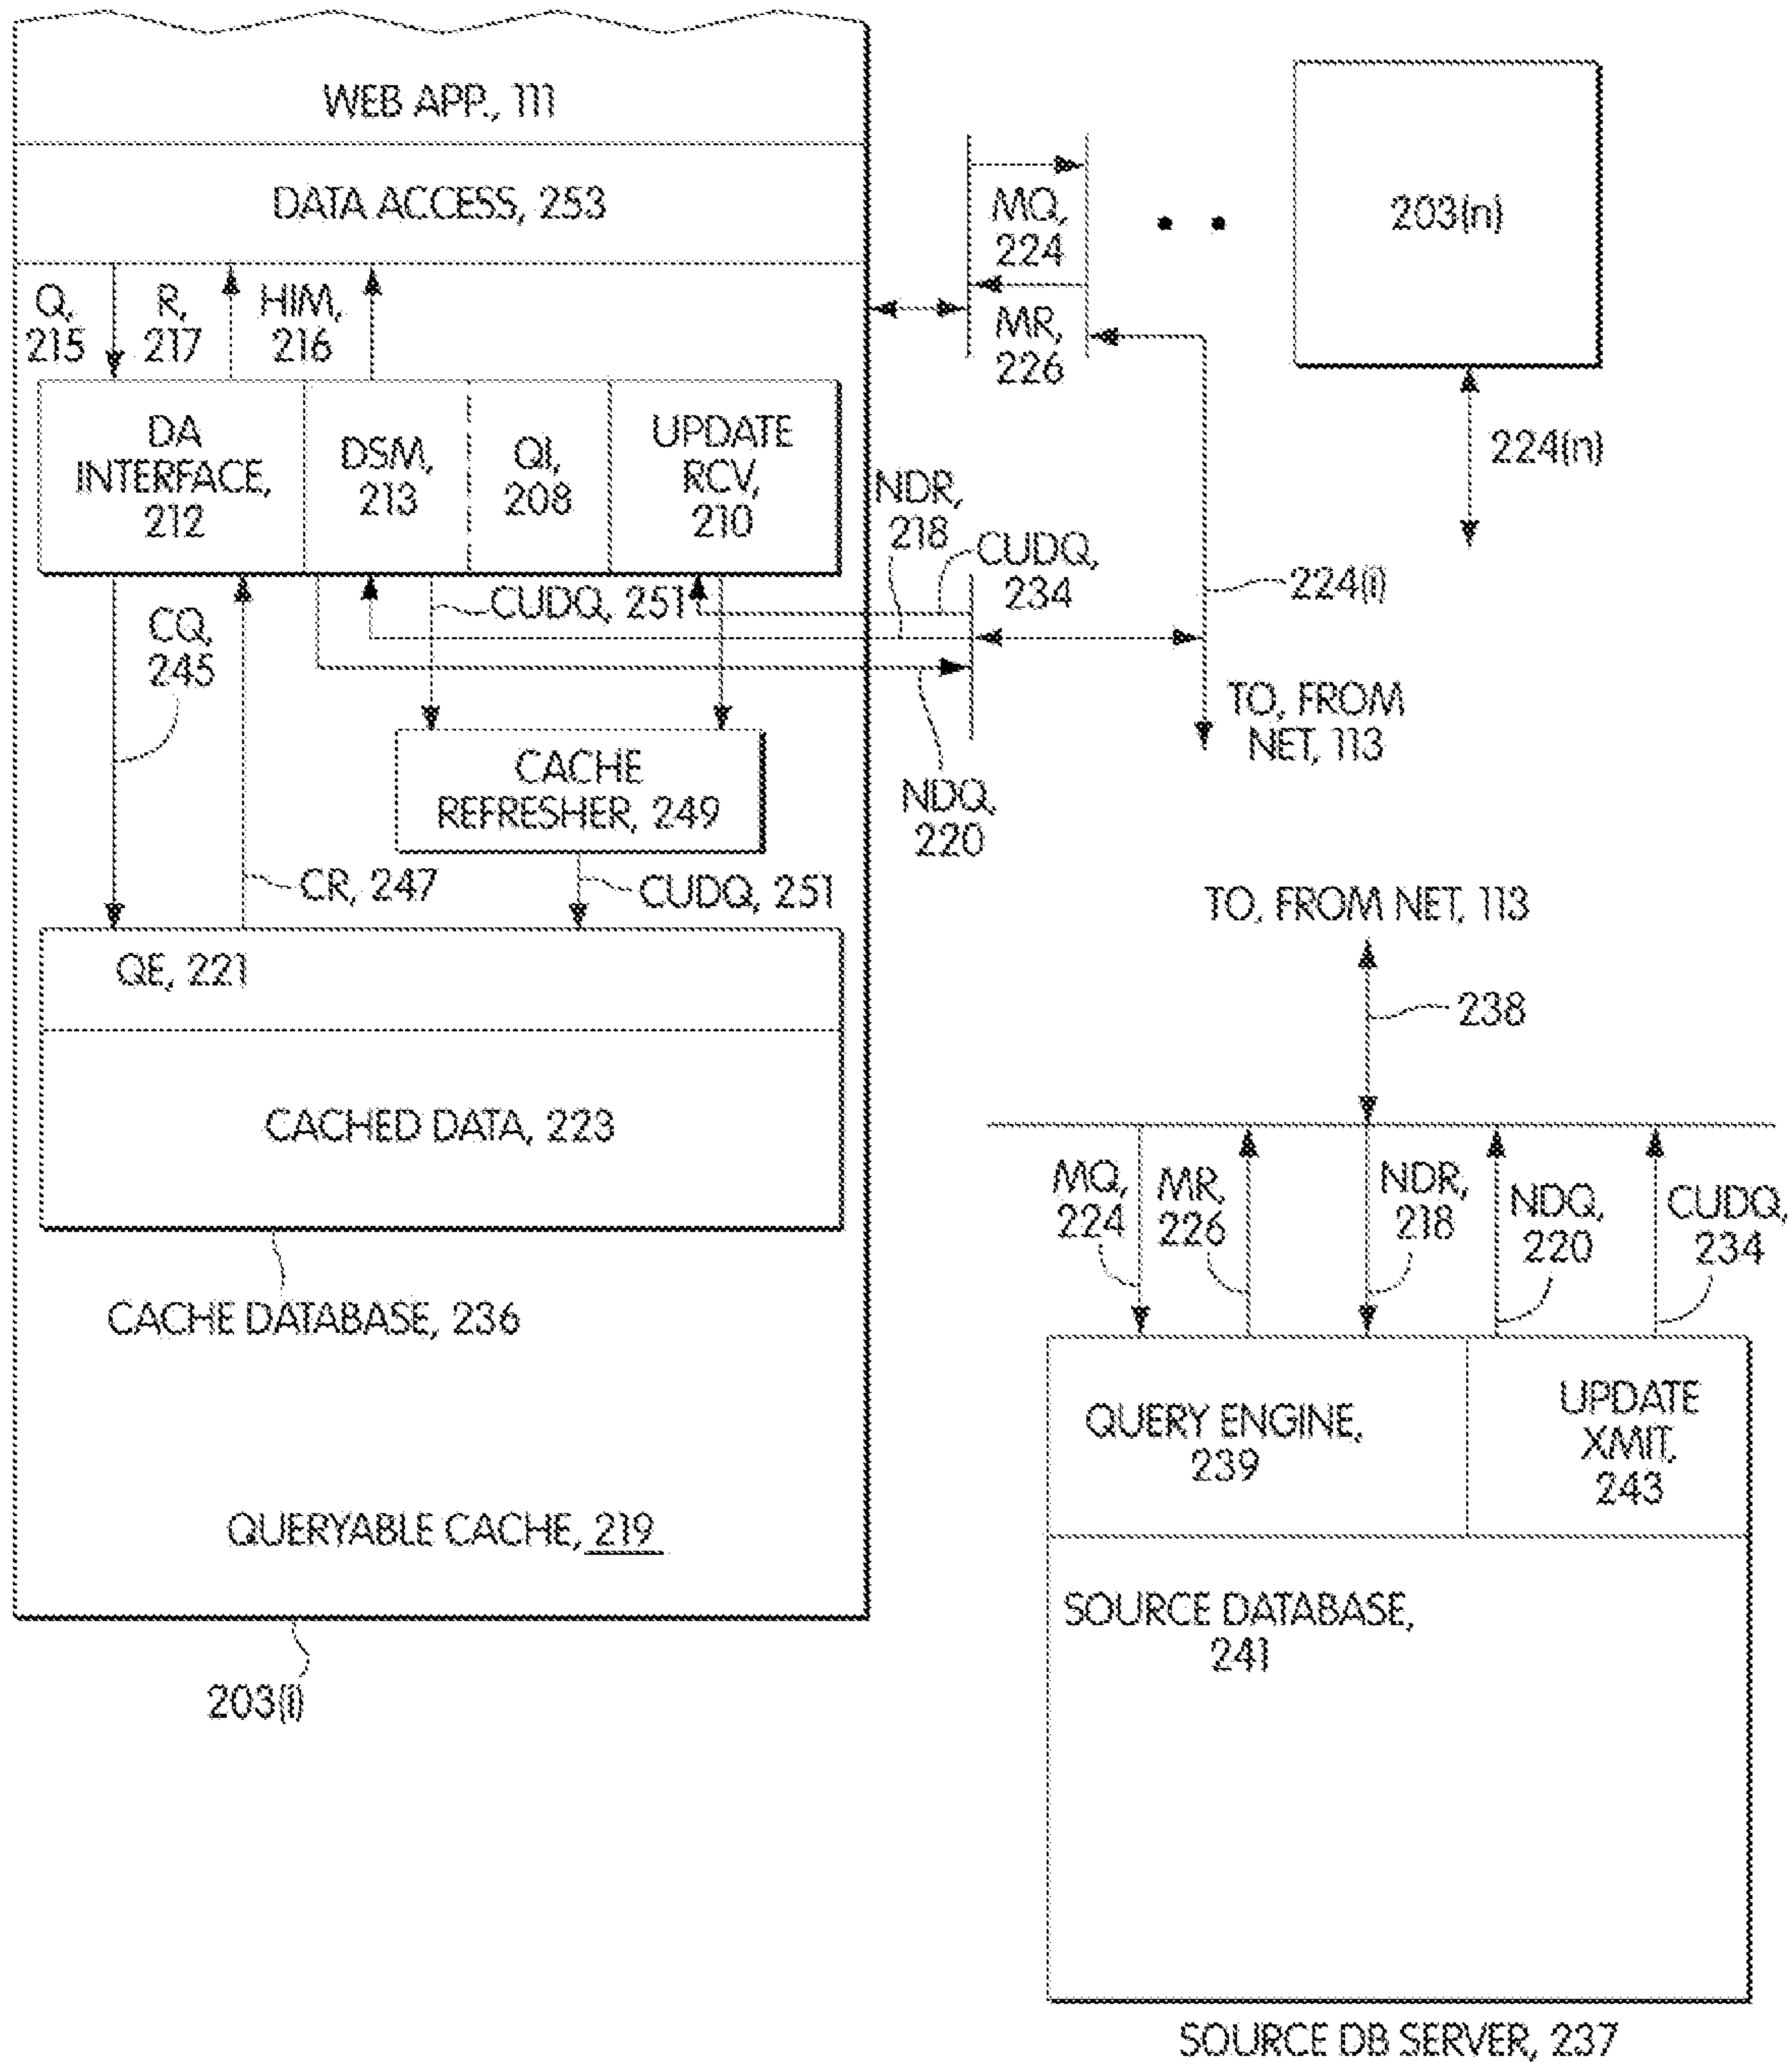 WEB APP., 111
DATA ACCESS, 253
Q,
215
R,
217
HIM,
216
DA
INTERFACE,
212
DSM,
213
QI,
208
UPDATE
RCV,
210
CQ,
245
CUDQ, 251
CACHE
REFRESHER, 249
CR, 247
CUDQ, 251
QE, 221
CACHED DATA, 223
CACHE DATABASE, 236
QUERYABLE CACHE, 219
203(i)
MQ,
224
MR,
226
203(n)
224(n)
NDR,
218
CUDQ,
234
224(i)
NDQ,
220
TO, FROM
NET, 113
TO, FROM NET, 113
238
MQ,
224
MR,
226
NDR,
218
NDQ,
220
CUDQ,
234
QUERY ENGINE,
239
UPDATE
XMIT,
243
SOURCE DATABASE,
241
SOURCE DB SERVER, 237